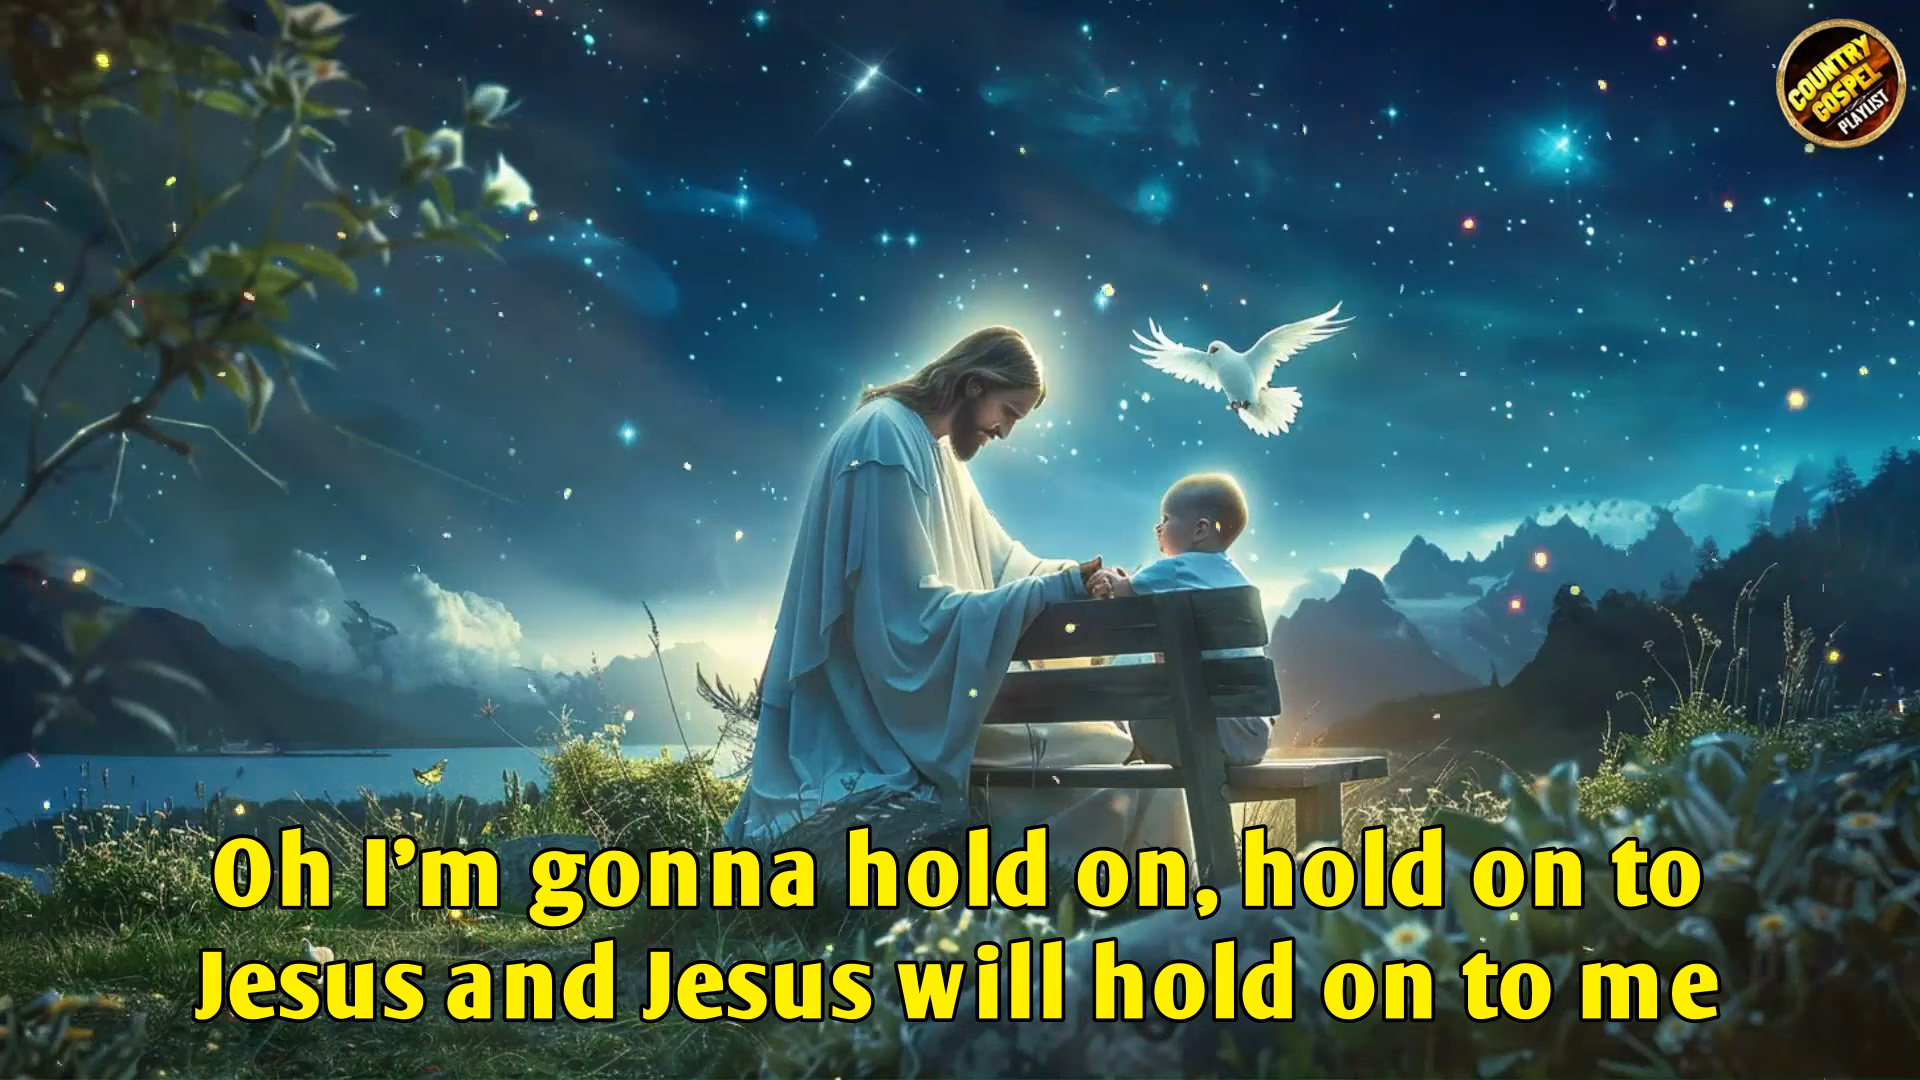 COUNTRY
GOSPEL
PLAYLIST
Oh I'm gonna hold on, hold on to
Jesus and Jesus will hold on to me